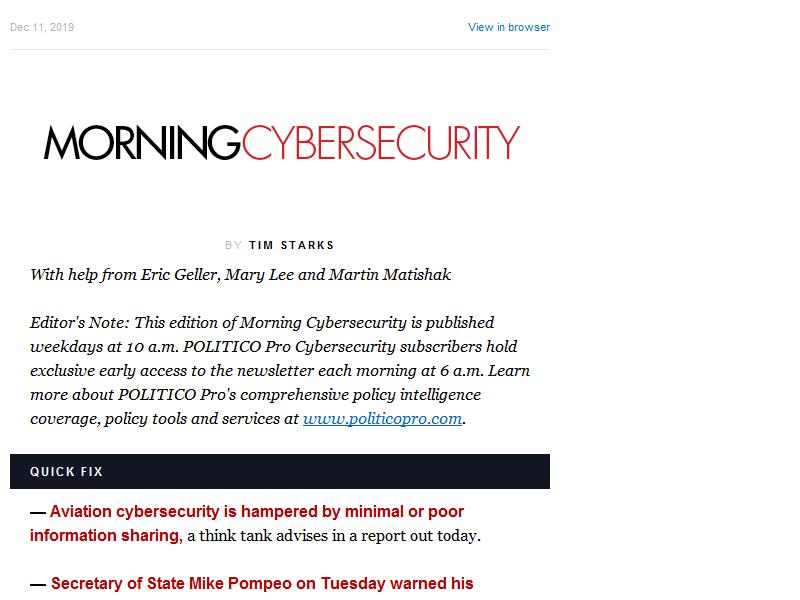 Dec 11, 2019
View in browser
MORNINGCYBERSECURITY
BY TIM STARKS
With help from Eric Geller, Mary Lee and Martin Matishak
Editor's Note: This edition of Morning Cybersecurity is published
weekdays at 10 a.m. POLITICO Pro Cybersecurity subscribers hold
exclusive early access to the newsletter each morning at 6 a.m. Learn
more about POLITICO Pro's comprehensive policy intelligence
coverage, policy tools and services at www.politicopro.com.
QUICK FIX
— Aviation cybersecurity is hampered by minimal or poor
information sharing, a think tank advises in a report out today.
— Secretary of State Mike Pompeo on Tuesday warned his